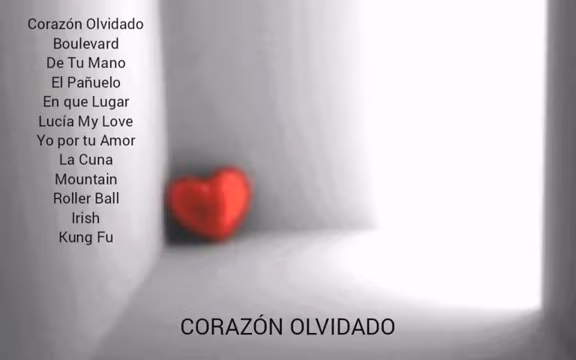 Corazón Olvidado
Boulevard
De Tu Mano
El Pañuelo
En que Lugar
Lucía My Love
Yo por tu Amor
La Cuna
Mountain
Roller Ball
Irish
Kung Fu
CORAZÓN OLVIDADO